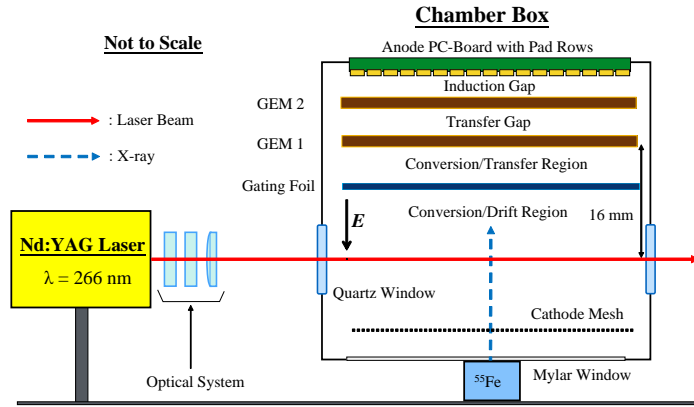 Chamber Box
Not to Scale
Anode PC-Board with Pad Rows
Induction Gap
GEM 2
: Laser Beam
Transfer Gap
GEM 1
: X-ray
Conversion/Transfer Region
Gating Foil
E
Conversion/Drift Region
16 mm
Nd:YAG Laser
λ = 266 nm
Quartz Window
Cathode Mesh
Optical System
55Fe
Mylar Window